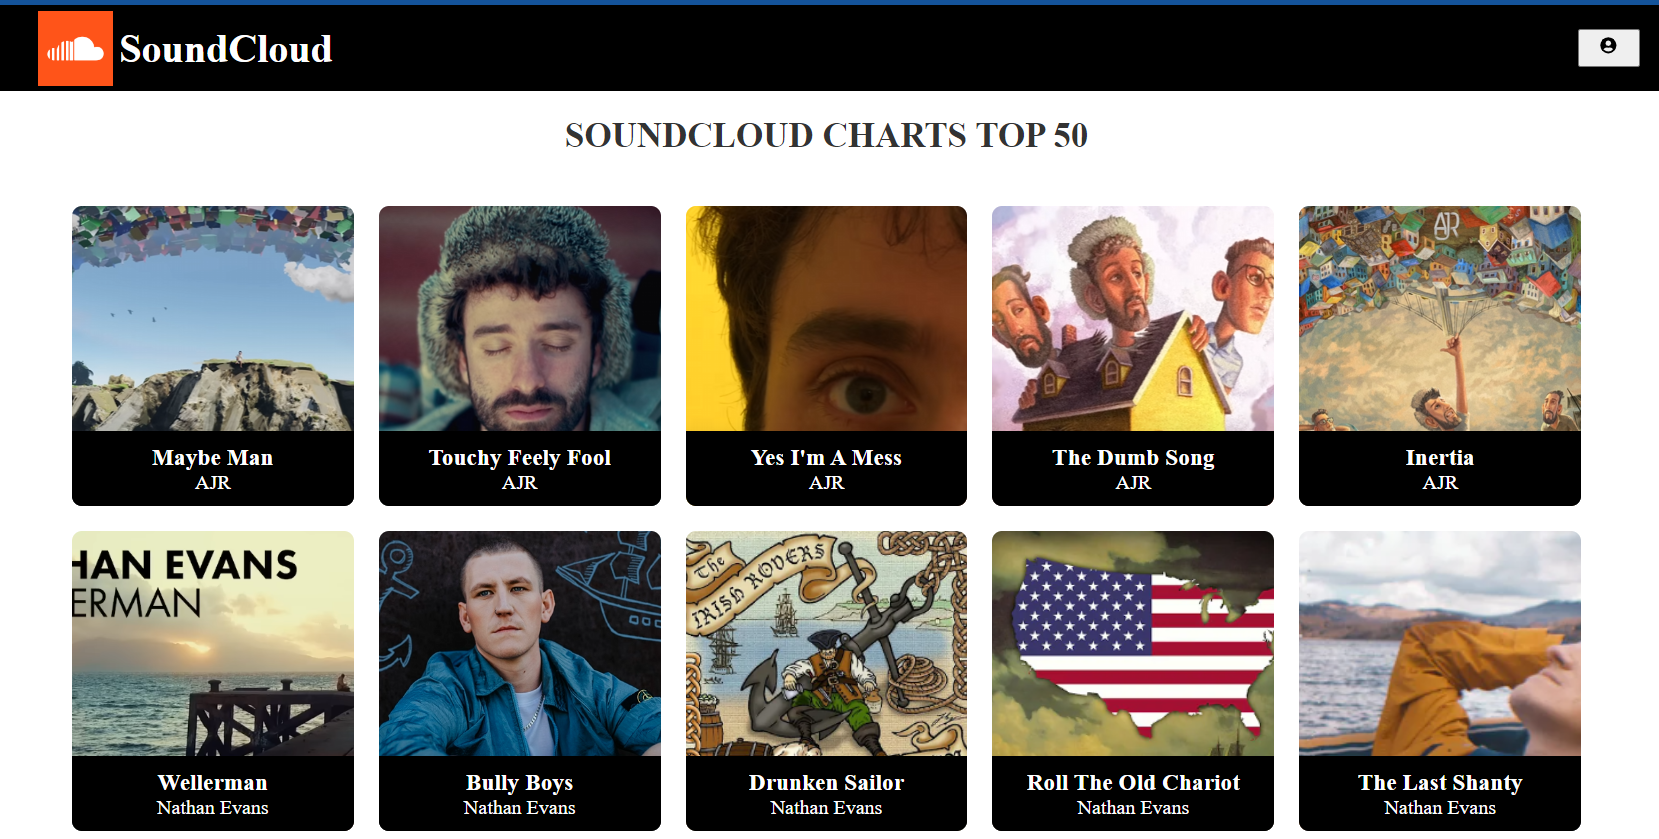 SoundCloud
SOUNDCLOUD CHARTS TOP 50
AJR
Maybe Man
AJR
Touchy Feely Fool
AJR
Yes I'm A Mess
AJR
The Dumb Song
AJR
Inertia
AJR
HAN EVANS
ERMAN
The
IRISH ROVERS
Wellerman
Nathan Evans
Bully Boys
Nathan Evans
Drunken Sailor
Nathan Evans
Roll The Old Chariot
Nathan Evans
The Last Shanty
Nathan Evans